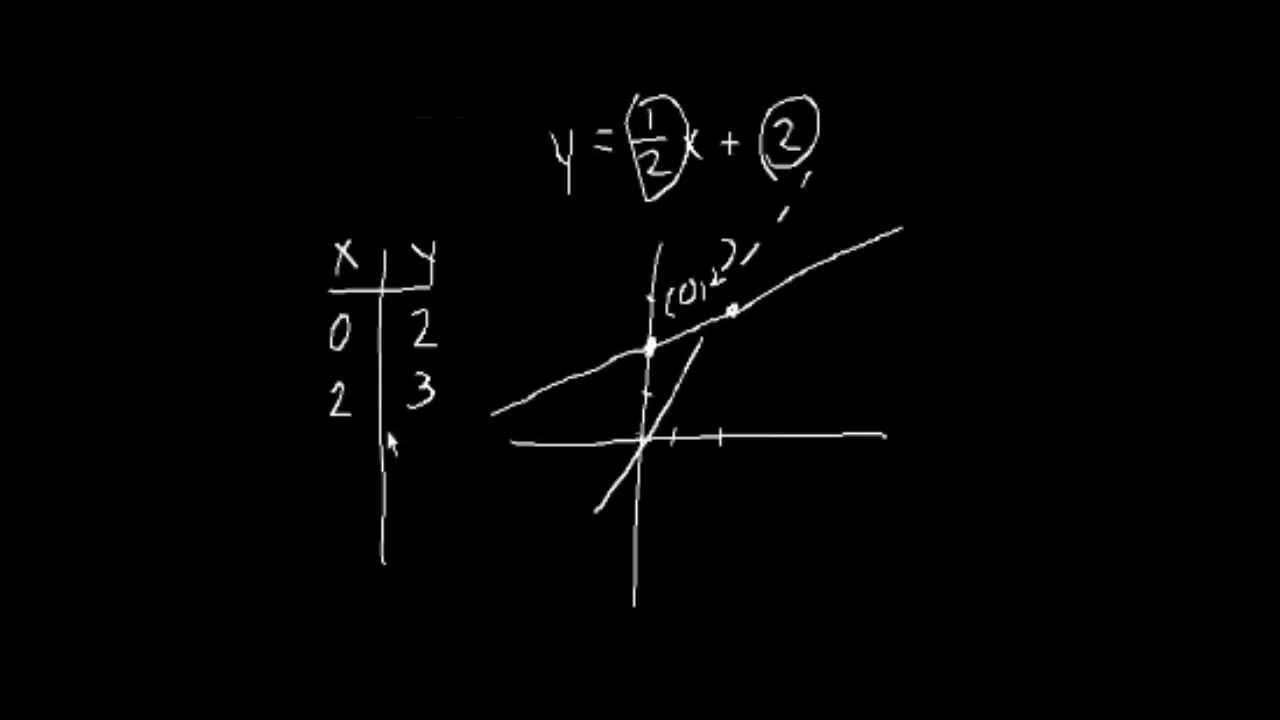 y = 1/2 x + 2
x y
(0,2)
0 2
2 3